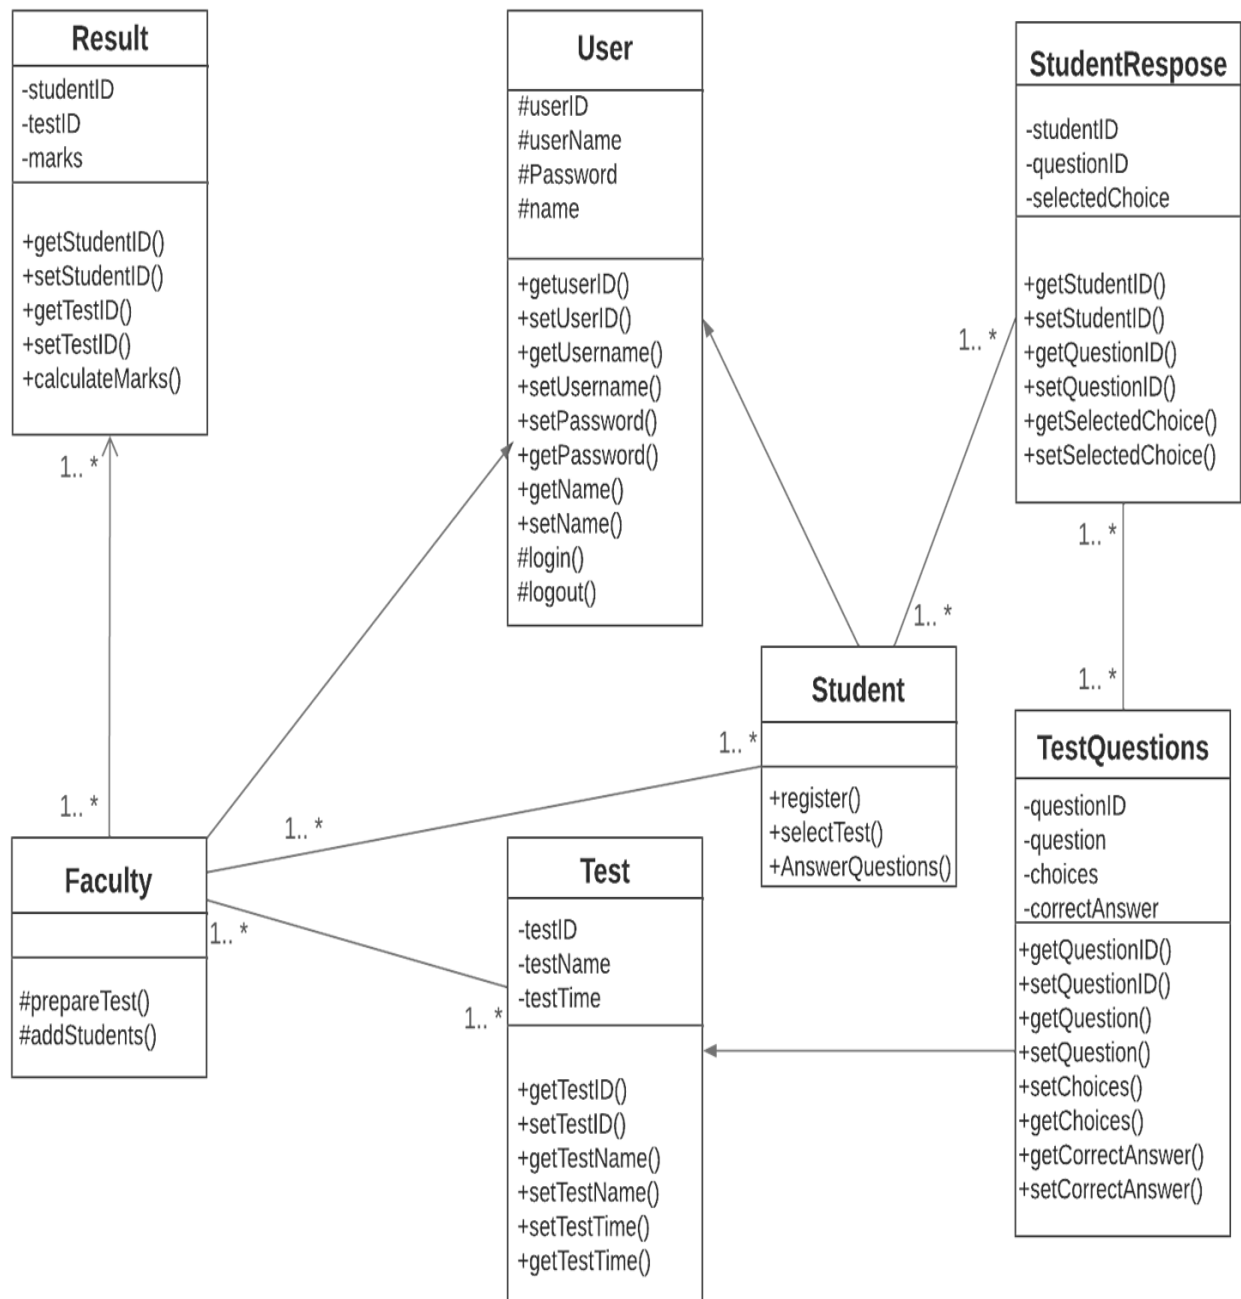 Result
-studentID
-testID
-marks
+getStudentID()
+setStudentID()
+getTestID()
+setTestID()
+calculateMarks()
1.. *
1.. *
User
#userID
#userName
#Password
#name
+getuserID()
+setUserID()
+getUsername()
+setUsername()
+setPassword()
+getPassword()
+getName()
+setName()
#login()
#logout()
StudentRespose
-studentID
-questionID
-selectedChoice
+getStudentID()
+setStudentID()
+getQuestionID()
+setQuestionID()
+getSelectedChoice()
+setSelectedChoice()
1.. *
1.. *
1.. *
1.. *
Student
+register()
+selectTest()
+AnswerQuestions()
1.. *
1.. *
Faculty
#prepareTest()
#addStudents()
1.. *
1.. *
Test
-testID
-testName
-testTime
+getTestID()
+setTestID()
+getTestName()
+setTestName()
+setTestTime()
+getTestTime()
TestQuestions
-questionID
-question
-choices
-correctAnswer
+getQuestionID()
+setQuestionID()
+getQuestion()
+setQuestion()
+setChoices()
+getChoices()
+getCorrectAnswer()
+setCorrectAnswer()